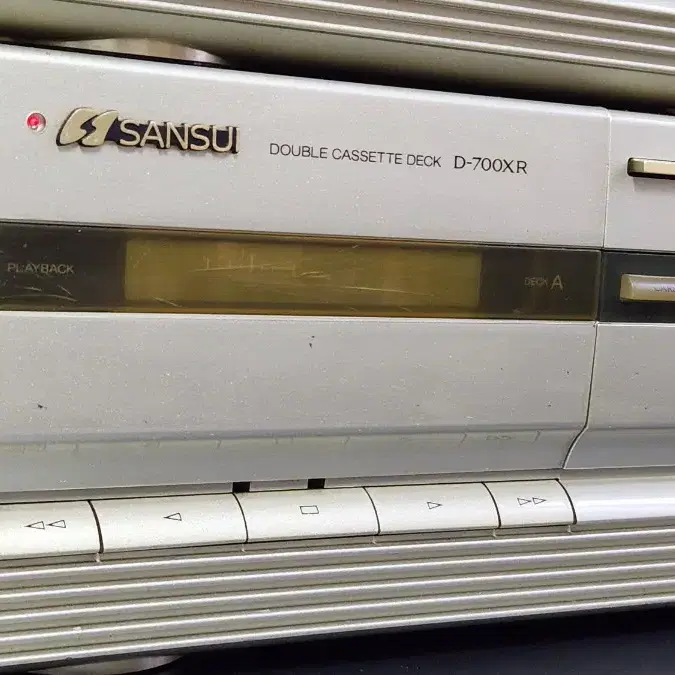 SANSUI
DOUBLE CASSETTE DECK D-700XR
PLAYBACK
DECK A